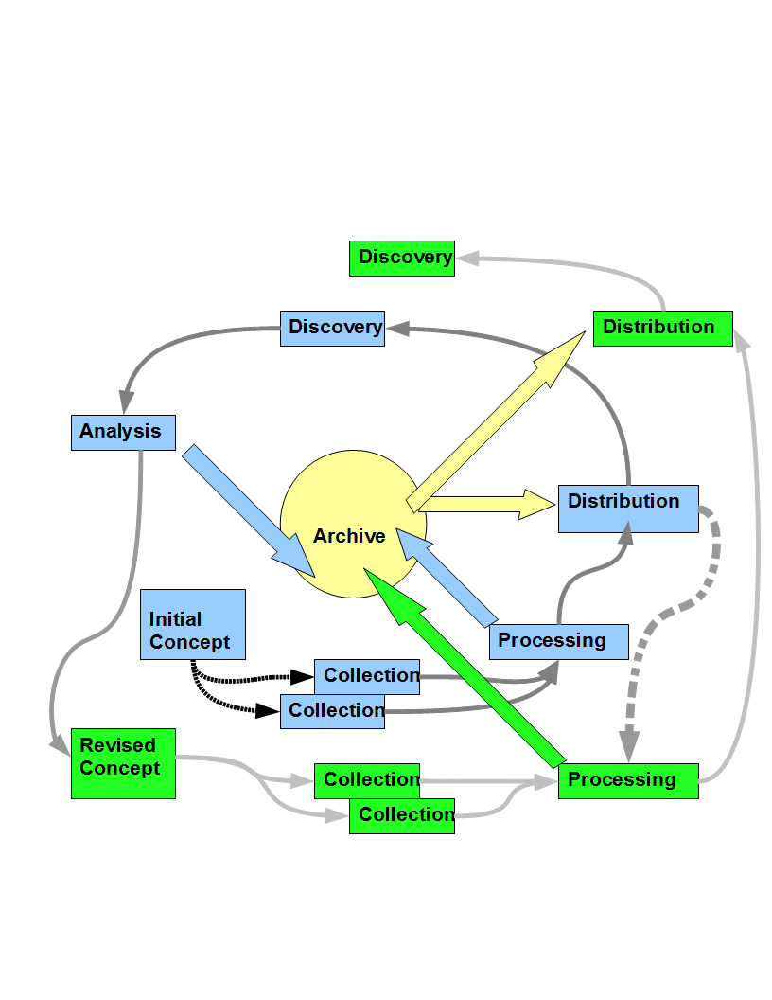 Discovery
Discovery
Distribution
Analysis
Distribution
Archive
Initial
Concept
Processing
Collection
Collection
Revised
Concept
Collection
Processing
Collection